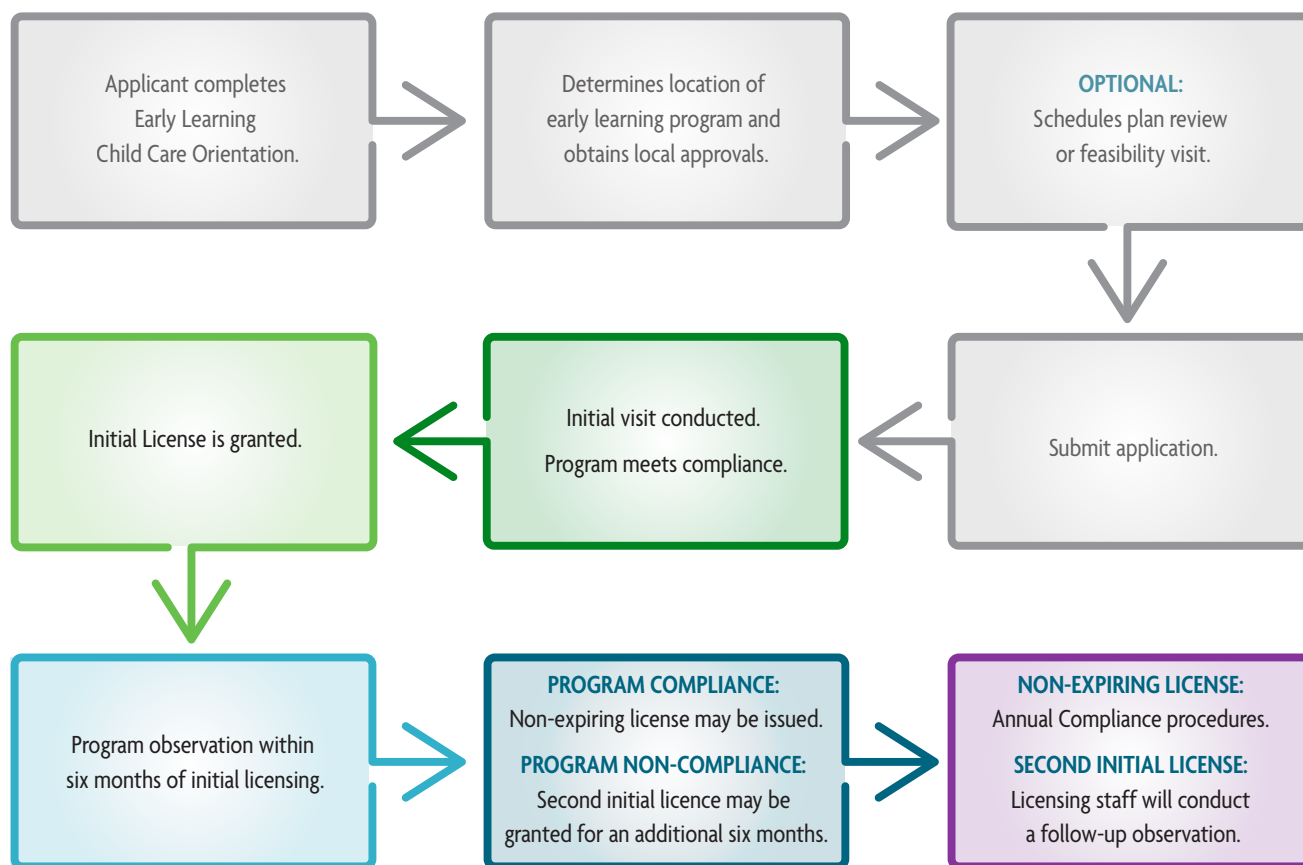 Applicant completes
Early Learning
Child Care Orientation.
Determines location of
early learning program and
obtains local approvals.
OPTIONAL:
Schedules plan review
or feasibility visit.
Submit application.
Initial visit conducted.
Program meets compliance.
Initial License is granted.
Program observation within
six months of initial licensing.
PROGRAM COMPLIANCE:
Non-expiring license may be issued.
PROGRAM NON-COMPLIANCE:
Second initial licence may be
granted for an additional six months.
NON-EXPIRING LICENSE:
Annual Compliance procedures.
SECOND INITIAL LICENSE:
Licensing staff will conduct
a follow-up observation.